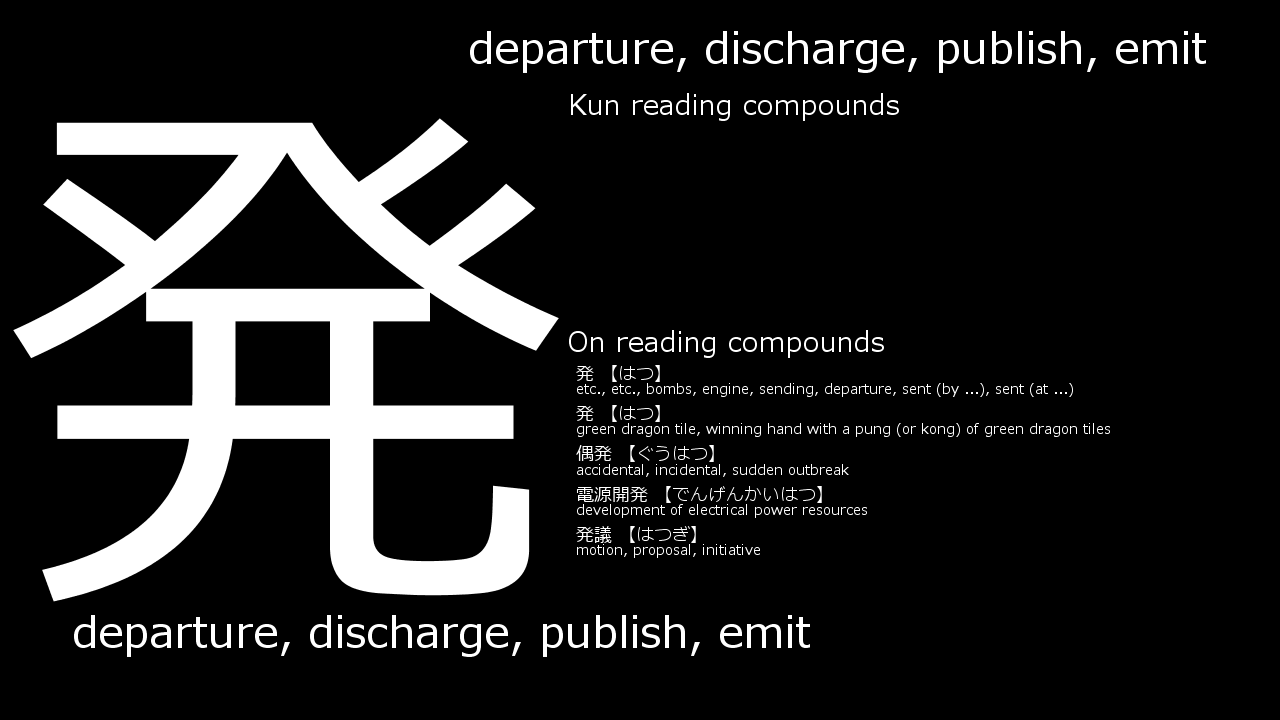 departure, discharge, publish, emit
Kun reading compounds
発
On reading compounds
発 【はつ】
etc., etc., bombs, engine, sending, departure, sent (by ...), sent (at ...)
発 【はつ】
green dragon tile, winning hand with a pung (or kong) of green dragon tiles
偶発 【ぐうはつ】
accidental, incidental, sudden outbreak
電源開発 【でんげんかいはつ】
development of electrical power resources
発議 【はつぎ】
motion, proposal, initiative
departure, discharge, publish, emit